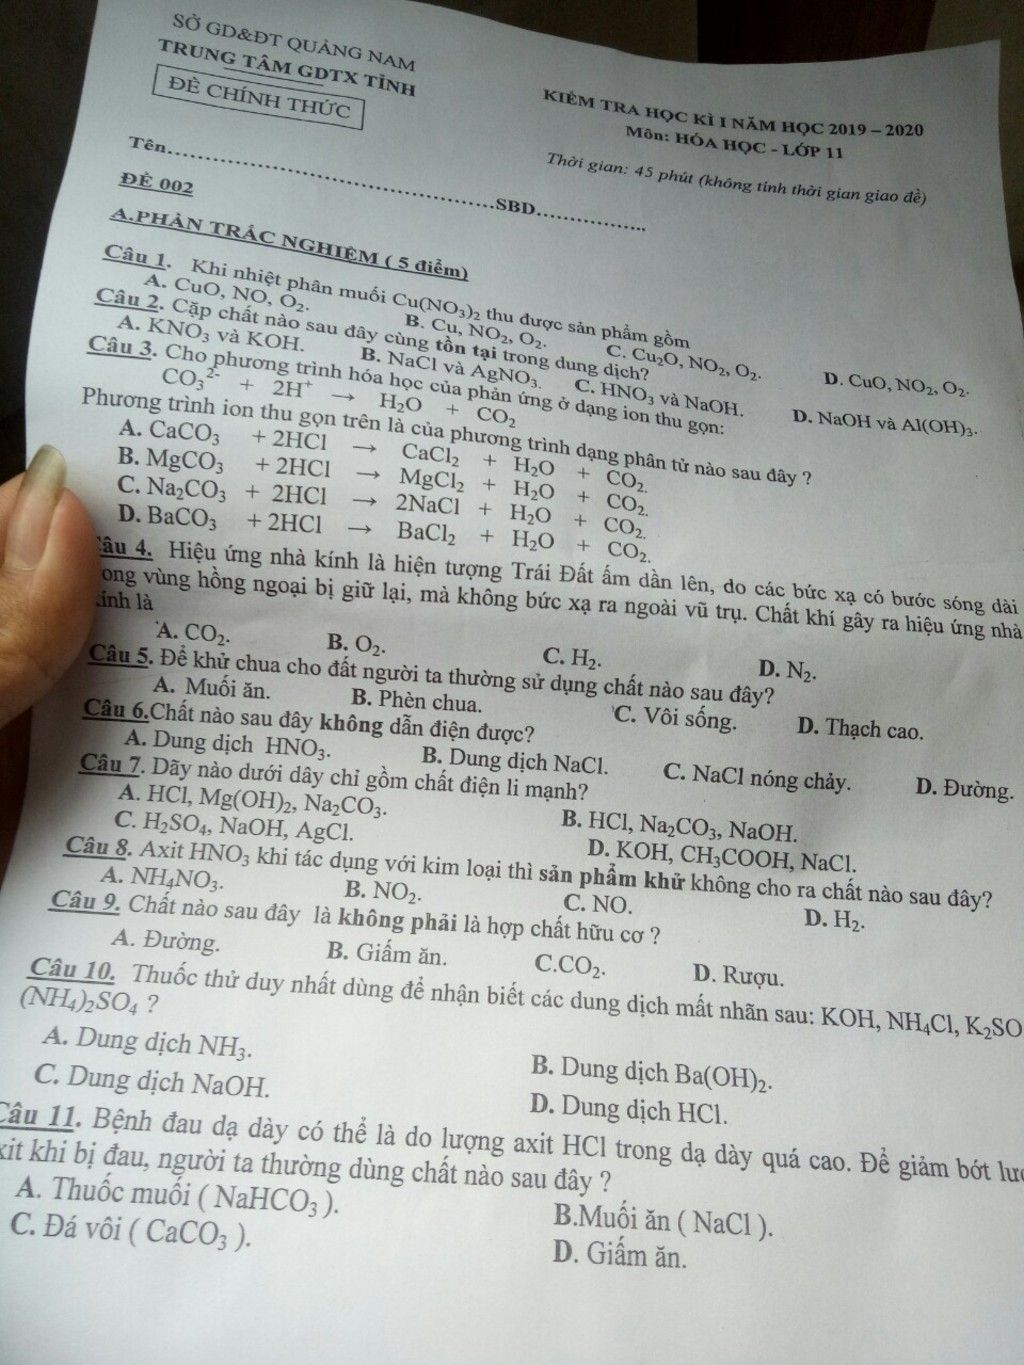 SỞ GD&ĐT QUẢNG NAM
TRUNG TÂM GDTX TỈNH
ĐỀ CHÍNH THỨC
KIỂM TRA HỌC KÌ I NĂM HỌC 2019 – 2020
Môn: HÓA HỌC - LỚP 11
Thời gian: 45 phút (không tính thời gian giao đề)
Tên.......................................................SBD..................
ĐỀ 002
A.PHẦN TRẮC NGHIỆM ( 5 điểm)
Câu 1. Khi nhiệt phân muối Cu(NO₃)₂ thu được sản phẩm gồm
A. CuO, NO, O₂. B. Cu, NO₂, O₂. C. Cu₂O, NO₂, O₂. D. CuO, NO₂, O₂.
Câu 2. Cặp chất nào sau đây cùng tồn tại trong dung dịch?
A. KNO₃ và KOH. B. NaCl và AgNO₃. C. HNO₃ và NaOH. D. NaOH và Al(OH)₃.
Câu 3. Cho phương trình hóa học của phản ứng ở dạng ion thu gọn:
CO₃²⁻ + 2H⁺ → H₂O + CO₂
Phương trình ion thu gọn trên là của phương trình dạng phân tử nào sau đây ?
A. CaCO₃ + 2HCl → CaCl₂ + H₂O + CO₂.
B. MgCO₃ + 2HCl → MgCl₂ + H₂O + CO₂.
C. Na₂CO₃ + 2HCl → 2NaCl + H₂O + CO₂.
D. BaCO₃ + 2HCl → BaCl₂ + H₂O + CO₂.
âu 4. Hiệu ứng nhà kính là hiện tượng Trái Đất ấm dần lên, do các bức xạ có bước sóng dài
ong vùng hồng ngoại bị giữ lại, mà không bức xạ ra ngoài vũ trụ. Chất khí gây ra hiệu ứng nhà
ính là
A. CO₂. B. O₂. C. H₂. D. N₂.
Câu 5. Để khử chua cho đất người ta thường sử dụng chất nào sau đây?
A. Muối ăn. B. Phèn chua. C. Vôi sống. D. Thạch cao.
Câu 6.Chất nào sau đây không dẫn điện được?
A. Dung dịch HNO₃. B. Dung dịch NaCl. C. NaCl nóng chảy. D. Đường.
Câu 7. Dãy nào dưới dây chỉ gồm chất điện li mạnh?
A. HCl, Mg(OH)₂, Na₂CO₃. B. HCl, Na₂CO₃, NaOH.
C. H₂SO₄, NaOH, AgCl. D. KOH, CH₃COOH, NaCl.
Câu 8. Axit HNO₃ khi tác dụng với kim loại thì sản phẩm khử không cho ra chất nào sau đây?
A. NH₄NO₃. B. NO₂. C. NO. D. H₂.
Câu 9. Chất nào sau đây là không phải là hợp chất hữu cơ ?
A. Đường. B. Giấm ăn. C.CO₂. D. Rượu.
Câu 10. Thuốc thử duy nhất dùng để nhận biết các dung dịch mất nhãn sau: KOH, NH₄Cl, K₂SO
(NH₄)₂SO₄ ?
A. Dung dịch NH₃. B. Dung dịch Ba(OH)₂.
C. Dung dịch NaOH. D. Dung dịch HCl.
Câu 11. Bệnh đau dạ dày có thể là do lượng axit HCl trong dạ dày quá cao. Để giảm bớt lượ
xit khi bị đau, người ta thường dùng chất nào sau đây ?
A. Thuốc muối ( NaHCO₃ ). B.Muối ăn ( NaCl ).
C. Đá vôi ( CaCO₃ ). D. Giấm ăn.